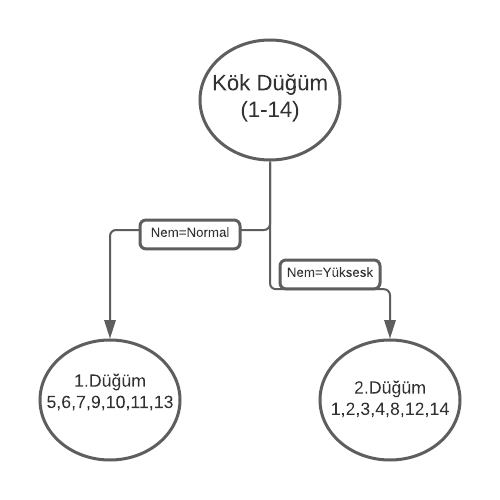 Kök Düğüm
(1-14)
Nem=Normal
Nem=Yüksesk
1.Düğüm
5,6,7,9,10,11,13
2.Düğüm
1,2,3,4,8,12,14